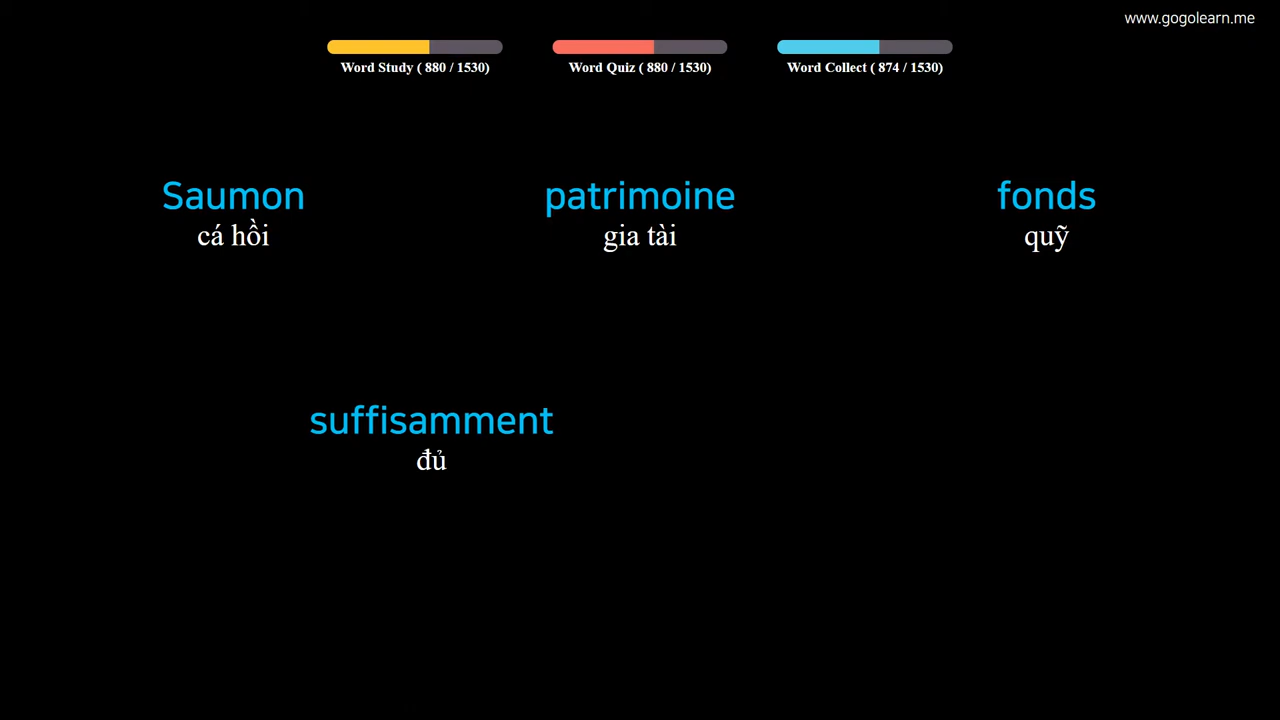 www.gogolearn.me
Word Study ( 880 / 1530)
Word Quiz ( 880 / 1530)
Word Collect ( 874 / 1530)
Saumon
cá hồi
patrimoine
gia tài
fonds
quỹ
suffisamment
đủ